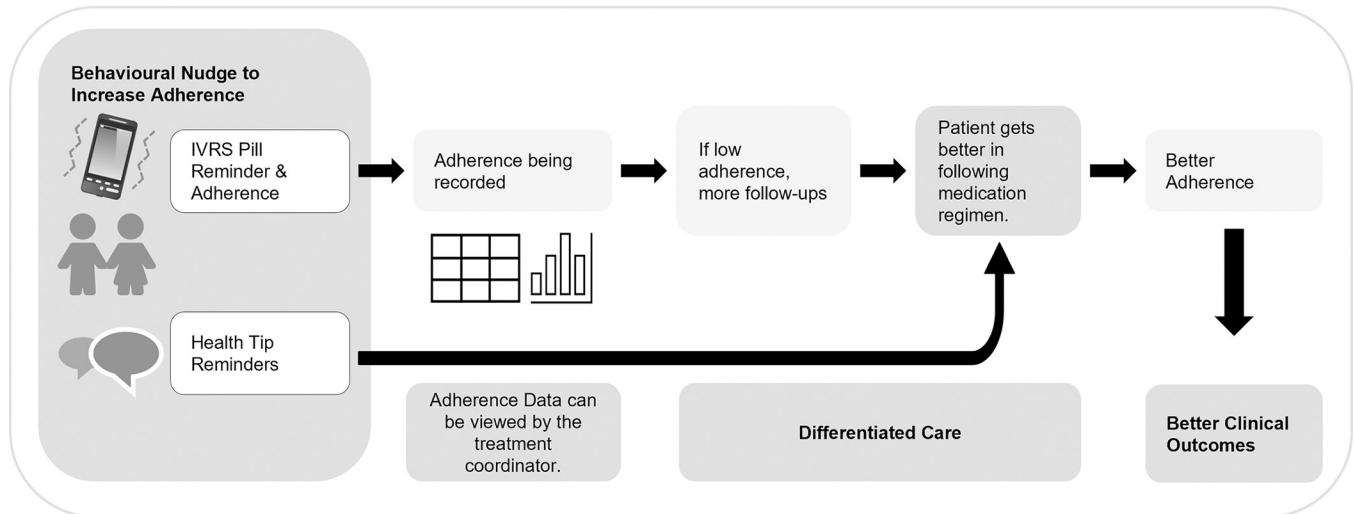 Behavioural Nudge to
Increase Adherence
IVRS Pill
Reminder &
Adherence
Adherence being
recorded
If low
adherence,
more follow-ups
Patient gets
better in
following
medication
regimen.
Better
Adherence
Health Tip
Reminders
Adherence Data can
be viewed by the
treatment
coordinator.
Differentiated Care
Better Clinical
Outcomes